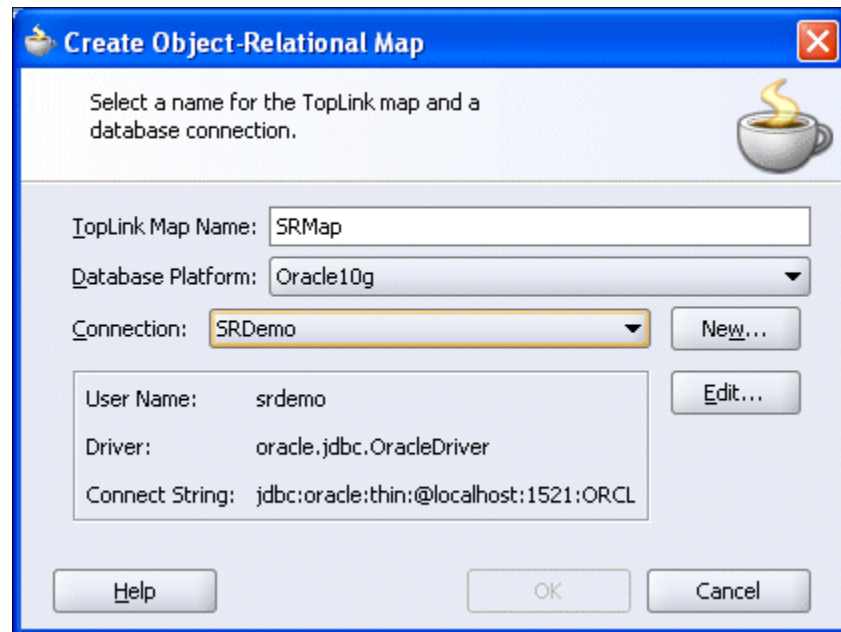 Create Object-Relational Map
Select a name for the TopLink map and a
database connection.
TopLink Map Name: SRMap
Database Platform: Oracle10g
Connection: SRDemo New...
Edit...
User Name: srdemo
Driver: oracle.jdbc.OracleDriver
Connect String: jdbc:oracle:thin:@localhost:1521:ORCL
Help OK Cancel